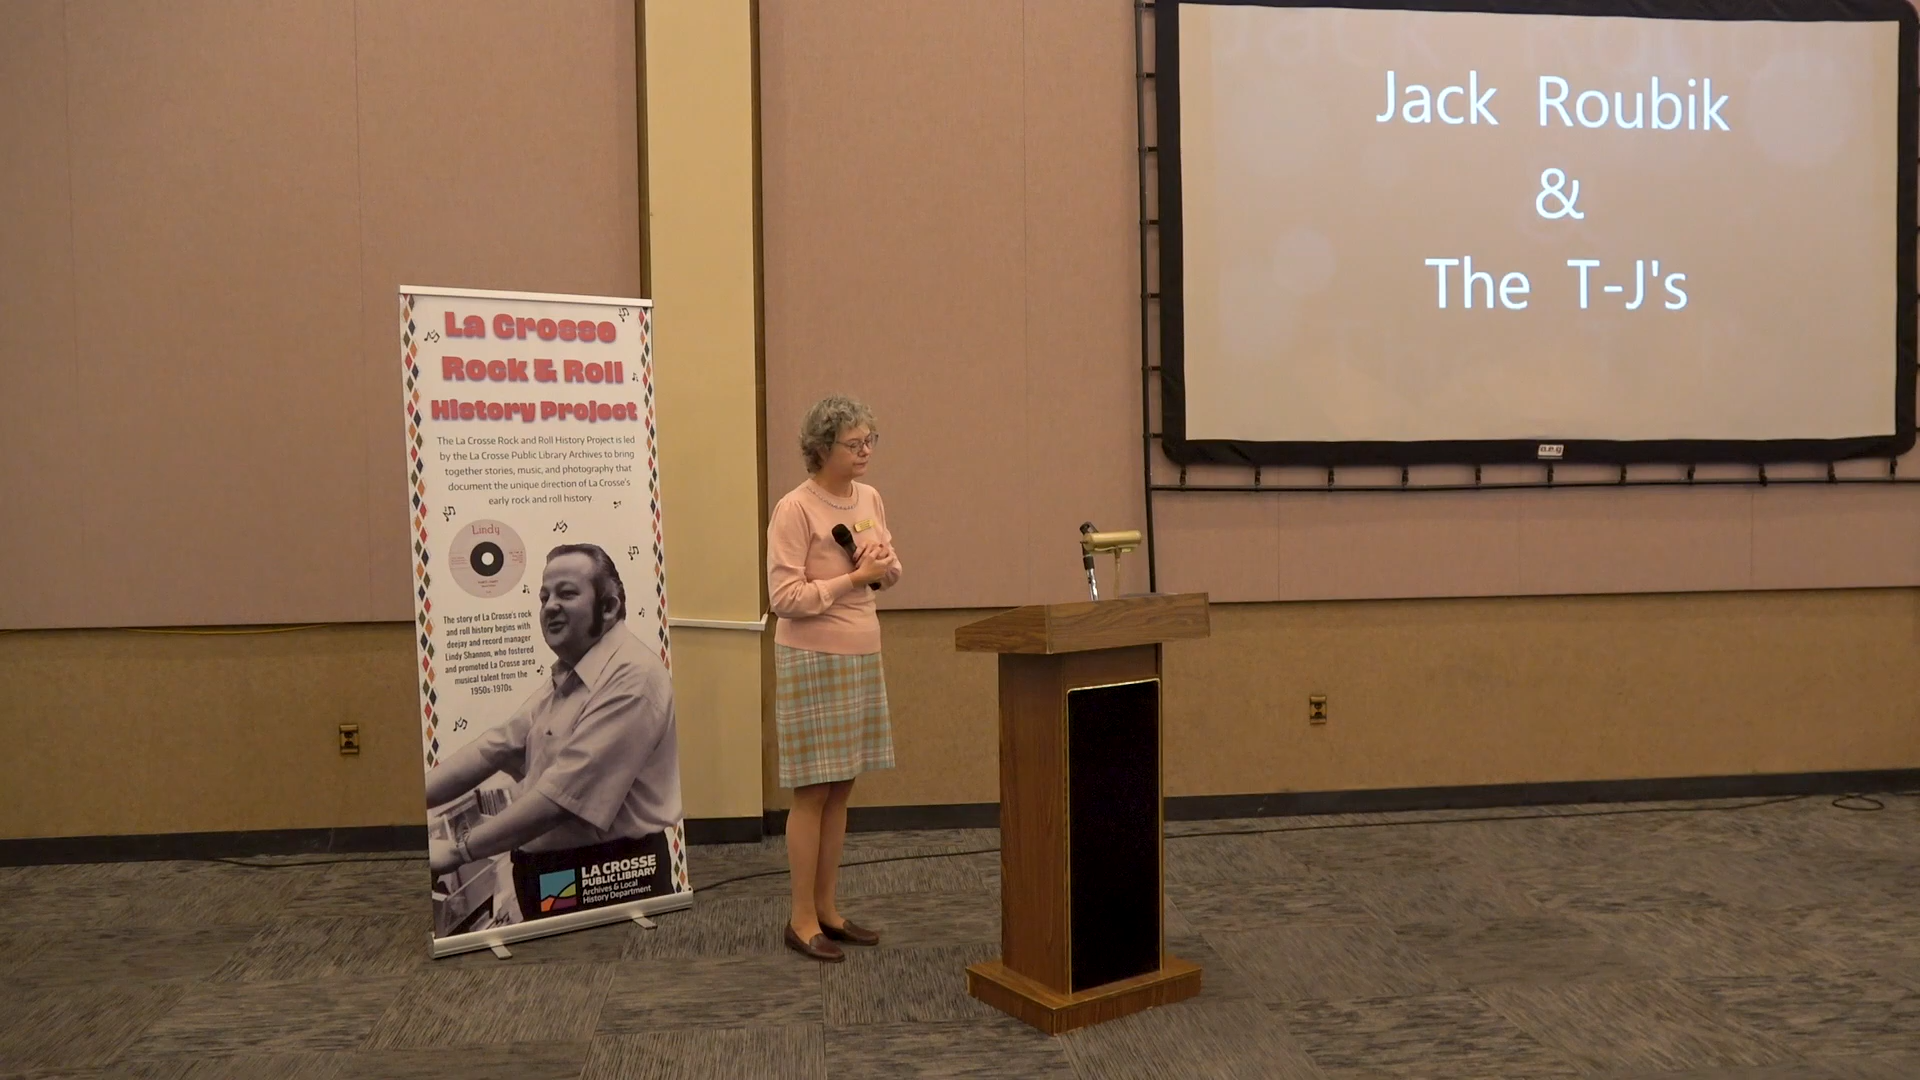 La Crosse
Rock & Roll
History Project
The La Crosse Rock and Roll History Project is led
by the La Crosse Public Library Archives to bring
together stories, music, and photography that
document the unique direction of La Crosse's
early rock and roll history.
Lindy
The story of La Crosse's rock
and roll history begins with
deejay and record manager
Lindy Shannon, who fostered
and promoted La Crosse area
musical talent from the
1950s-1970s.
LA CROSSE
PUBLIC LIBRARY
Archives & Local
History Department
Jack Roubik
&
The T-J's